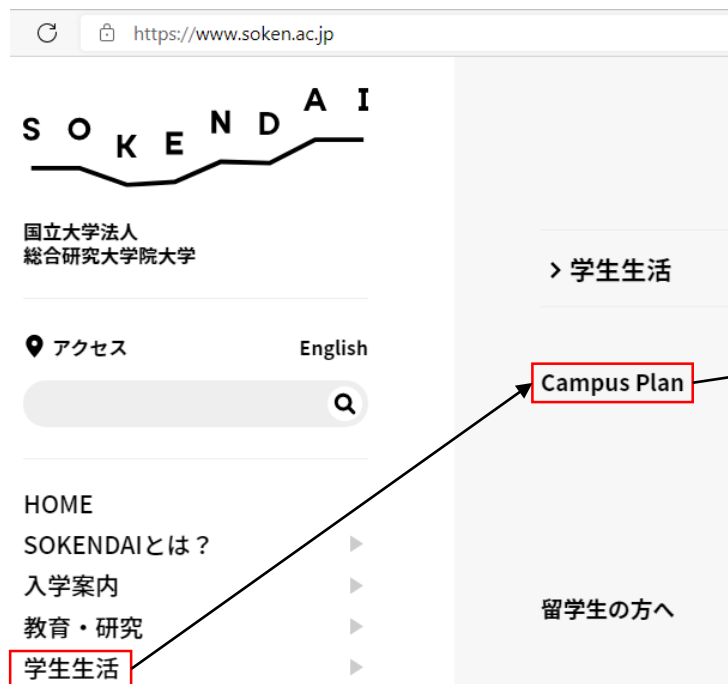 https://www.soken.ac.jp
SOKENDAI
国立大学法人
総合研究大学院大学
アクセス
English
HOME
SOKENDAIとは？
入学案内
教育・研究
学生生活
学生生活
Campus Plan
留学生の方へ